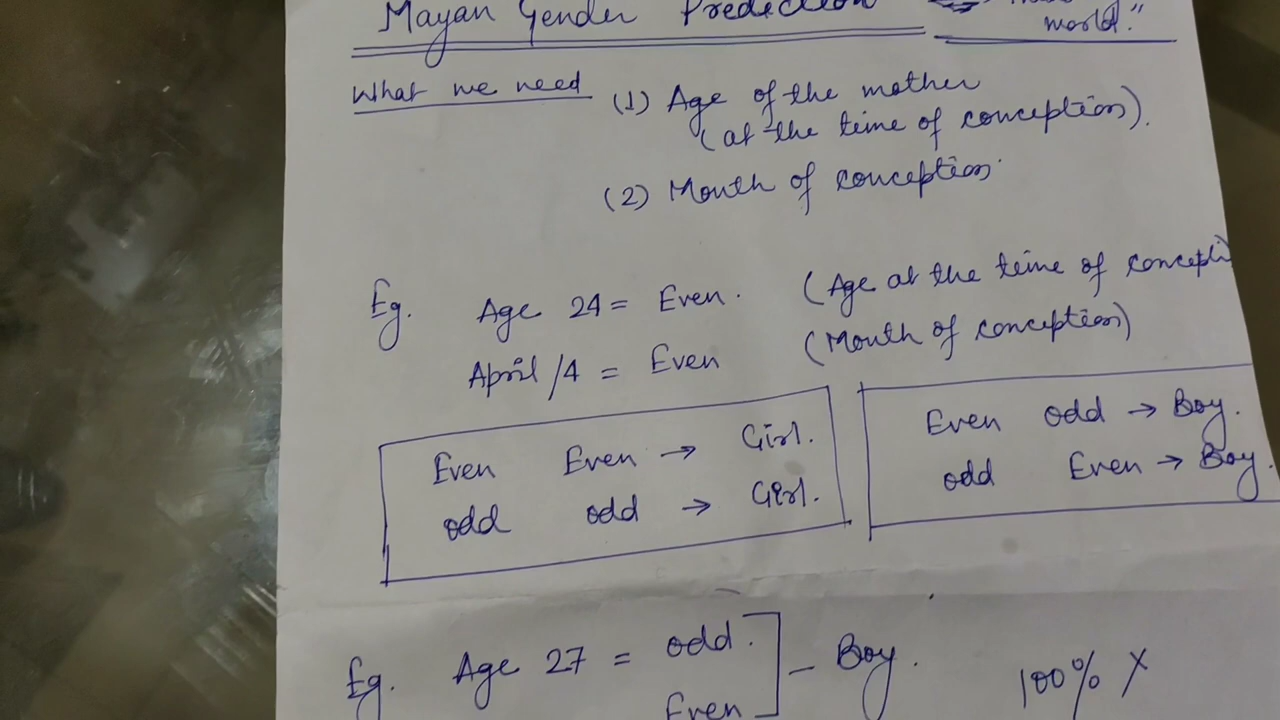 Mayan Gender Prediction
world."
What we need (1) Age of the mother
(at the time of conception).
(2) Month of conception.
Eg. Age 24 = Even. (Age at the time of concepti
April /4 = Even (Month of conception)
Even Even → Girl.
odd odd → Girl.
Even odd → Boy.
odd Even → Boy.
Eg. Age 27 = odd.
Even
- Boy.
100% X